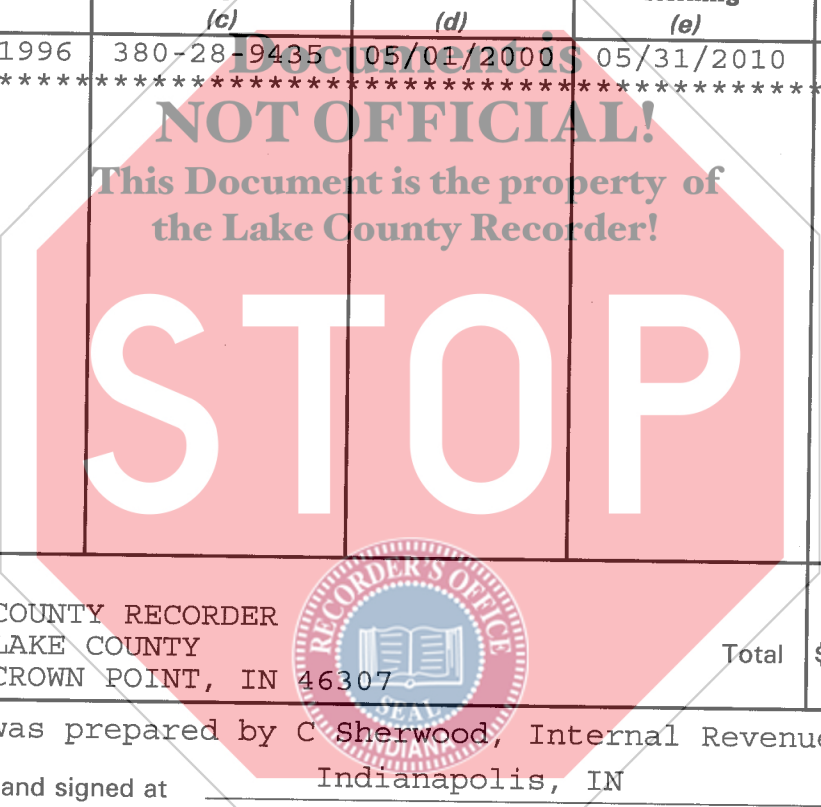 (c) (d) (e)
1996 380-28-9435 05/01/2000 05/31/2010
*******************************************
Document is
NOT OFFICIAL!
This Document is the property of
the Lake County Recorder!
STOP
RECORDER'S OFFICE
SEAL
INDIANA
COUNTY RECORDER
LAKE COUNTY
CROWN POINT, IN 46307
Total $
was prepared by C Sherwood, Internal Revenue
and signed at Indianapolis, IN